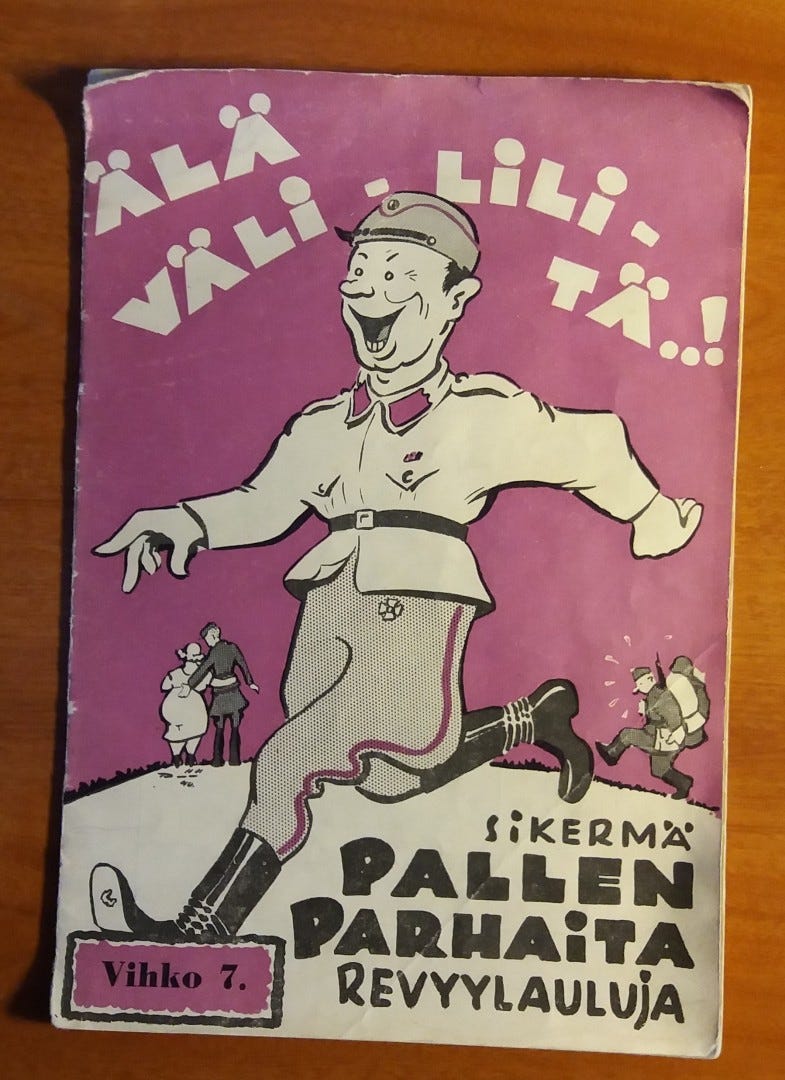 ÄLÄ
VÄLi-LiLi-
TÄ..!
SiKERMÄ
PALLEN
PARHAiTA
REVYYLAULUjA
Vihko 7.